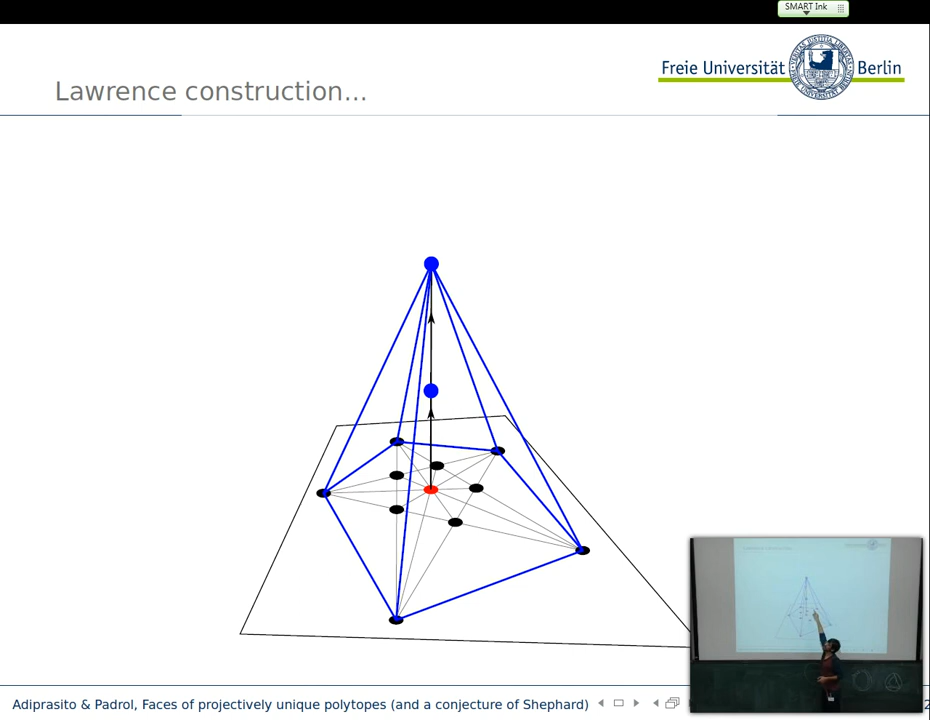 SMART Ink
Freie Universität Berlin
Lawrence construction...
Adiprasito & Padrol, Faces of projectively unique polytopes (and a conjecture of Shephard)